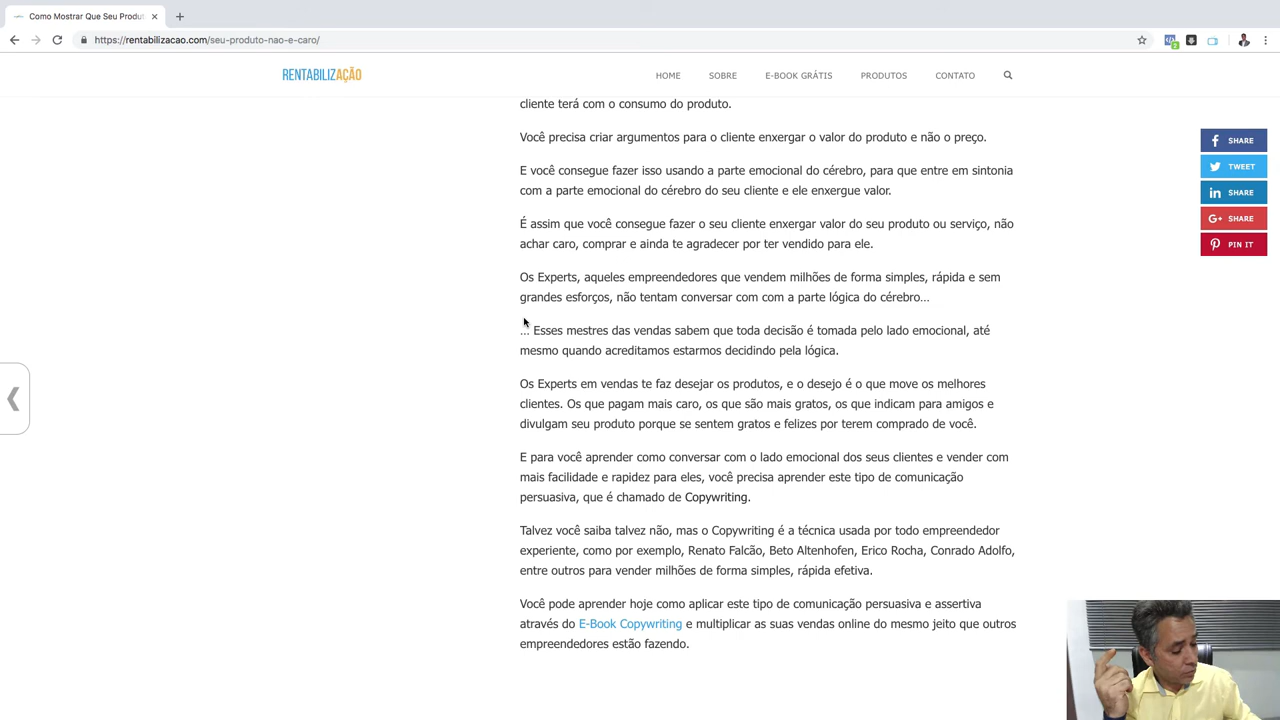 Como Mostrar Que Seu Produt
https://rentabilizacao.com/seu-produto-nao-e-caro/
2
RENTABILIZAÇÃO
HOME
SOBRE
E-BOOK GRÁTIS
PRODUTOS
CONTATO
cliente terá com o consumo do produto.
Você precisa criar argumentos para o cliente enxergar o valor do produto e não o preço.
E você consegue fazer isso usando a parte emocional do cérebro, para que entre em sintonia
com a parte emocional do cérebro do seu cliente e ele enxergue valor.
É assim que você consegue fazer o seu cliente enxergar valor do seu produto ou serviço, não
achar caro, comprar e ainda te agradecer por ter vendido para ele.
Os Experts, aqueles empreendedores que vendem milhões de forma simples, rápida e sem
grandes esforços, não tentam conversar com com a parte lógica do cérebro…
… Esses mestres das vendas sabem que toda decisão é tomada pelo lado emocional, até
mesmo quando acreditamos estarmos decidindo pela lógica.
Os Experts em vendas te faz desejar os produtos, e o desejo é o que move os melhores
clientes. Os que pagam mais caro, os que são mais gratos, os que indicam para amigos e
divulgam seu produto porque se sentem gratos e felizes por terem comprado de você.
E para você aprender como conversar com o lado emocional dos seus clientes e vender com
mais facilidade e rapidez para eles, você precisa aprender este tipo de comunicação
persuasiva, que é chamado de Copywriting.
Talvez você saiba talvez não, mas o Copywriting é a técnica usada por todo empreendedor
experiente, como por exemplo, Renato Falcão, Beto Altenhofen, Erico Rocha, Conrado Adolfo,
entre outros para vender milhões de forma simples, rápida efetiva.
Você pode aprender hoje como aplicar este tipo de comunicação persuasiva e assertiva
através do E-Book Copywriting e multiplicar as suas vendas online do mesmo jeito que outros
empreendedores estão fazendo.
SHARE
TWEET
SHARE
SHARE
PIN IT